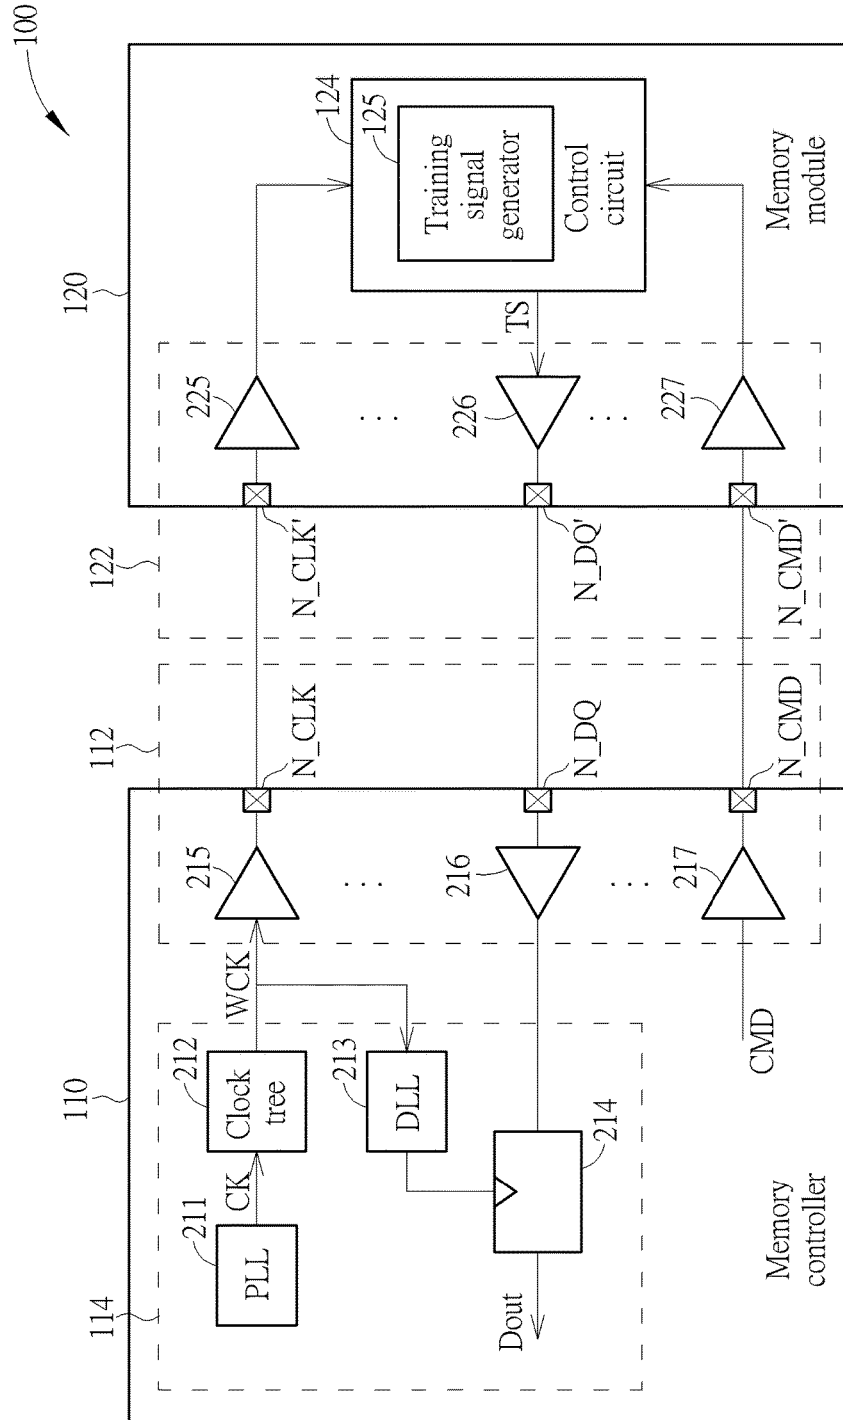 100
110
112
122
120
114
211
PLL
CK
212
Clock
tree
WCK
215
N_CLK
N_CLK'
225
124
125
Training
signal
generator
Control
circuit
213
DLL
. . .
. . .
Dout
214
216
N_DQ
N_DQ'
226
TS
. . .
. . .
CMD
217
N_CMD
N_CMD'
227
Memory
controller
Memory
module